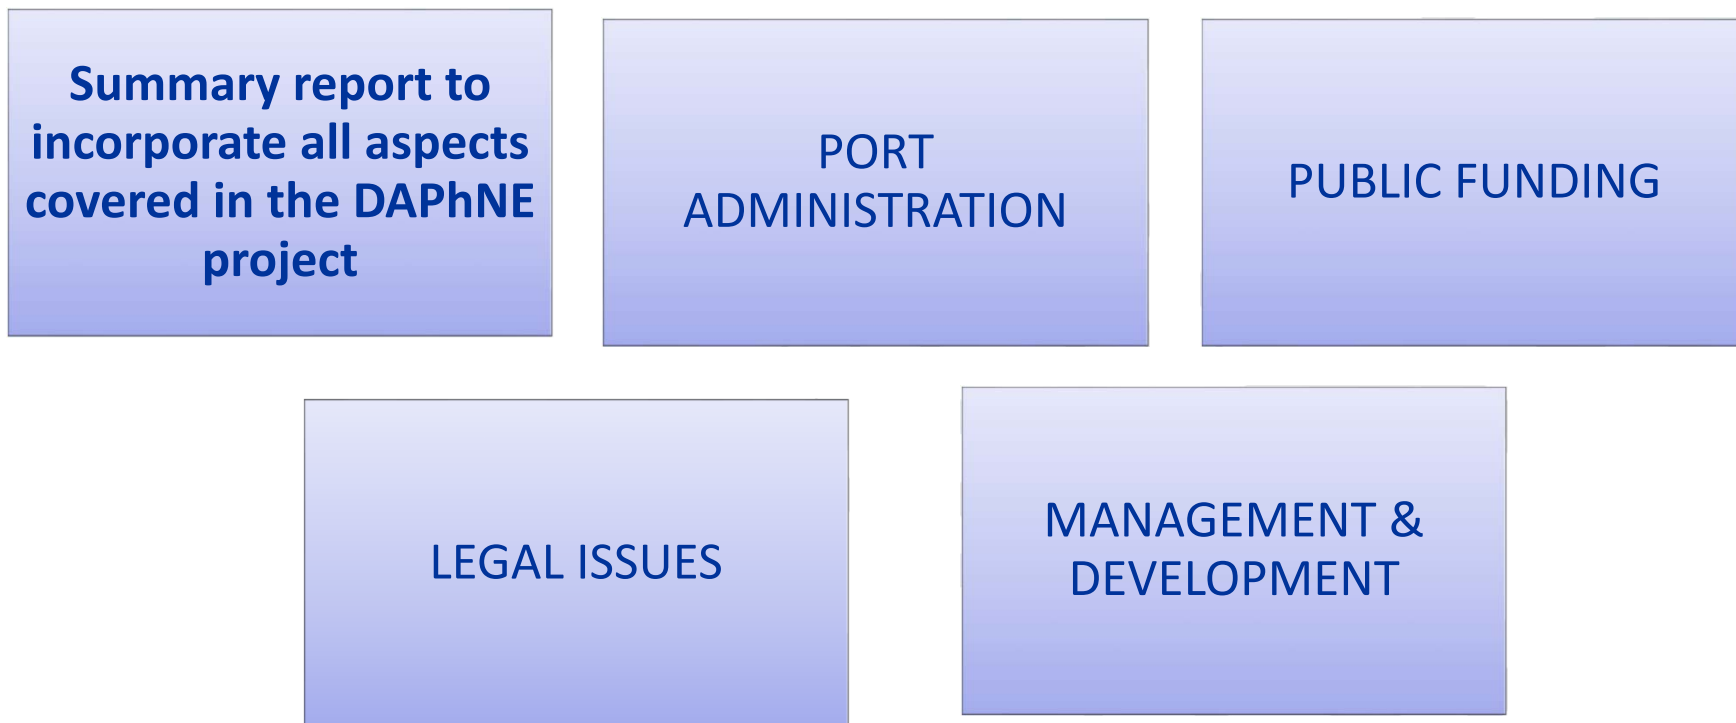 Summary report to
incorporate all aspects
covered in the DAPhNE
project
PORT
ADMINISTRATION
PUBLIC FUNDING
LEGAL ISSUES
MANAGEMENT &
DEVELOPMENT